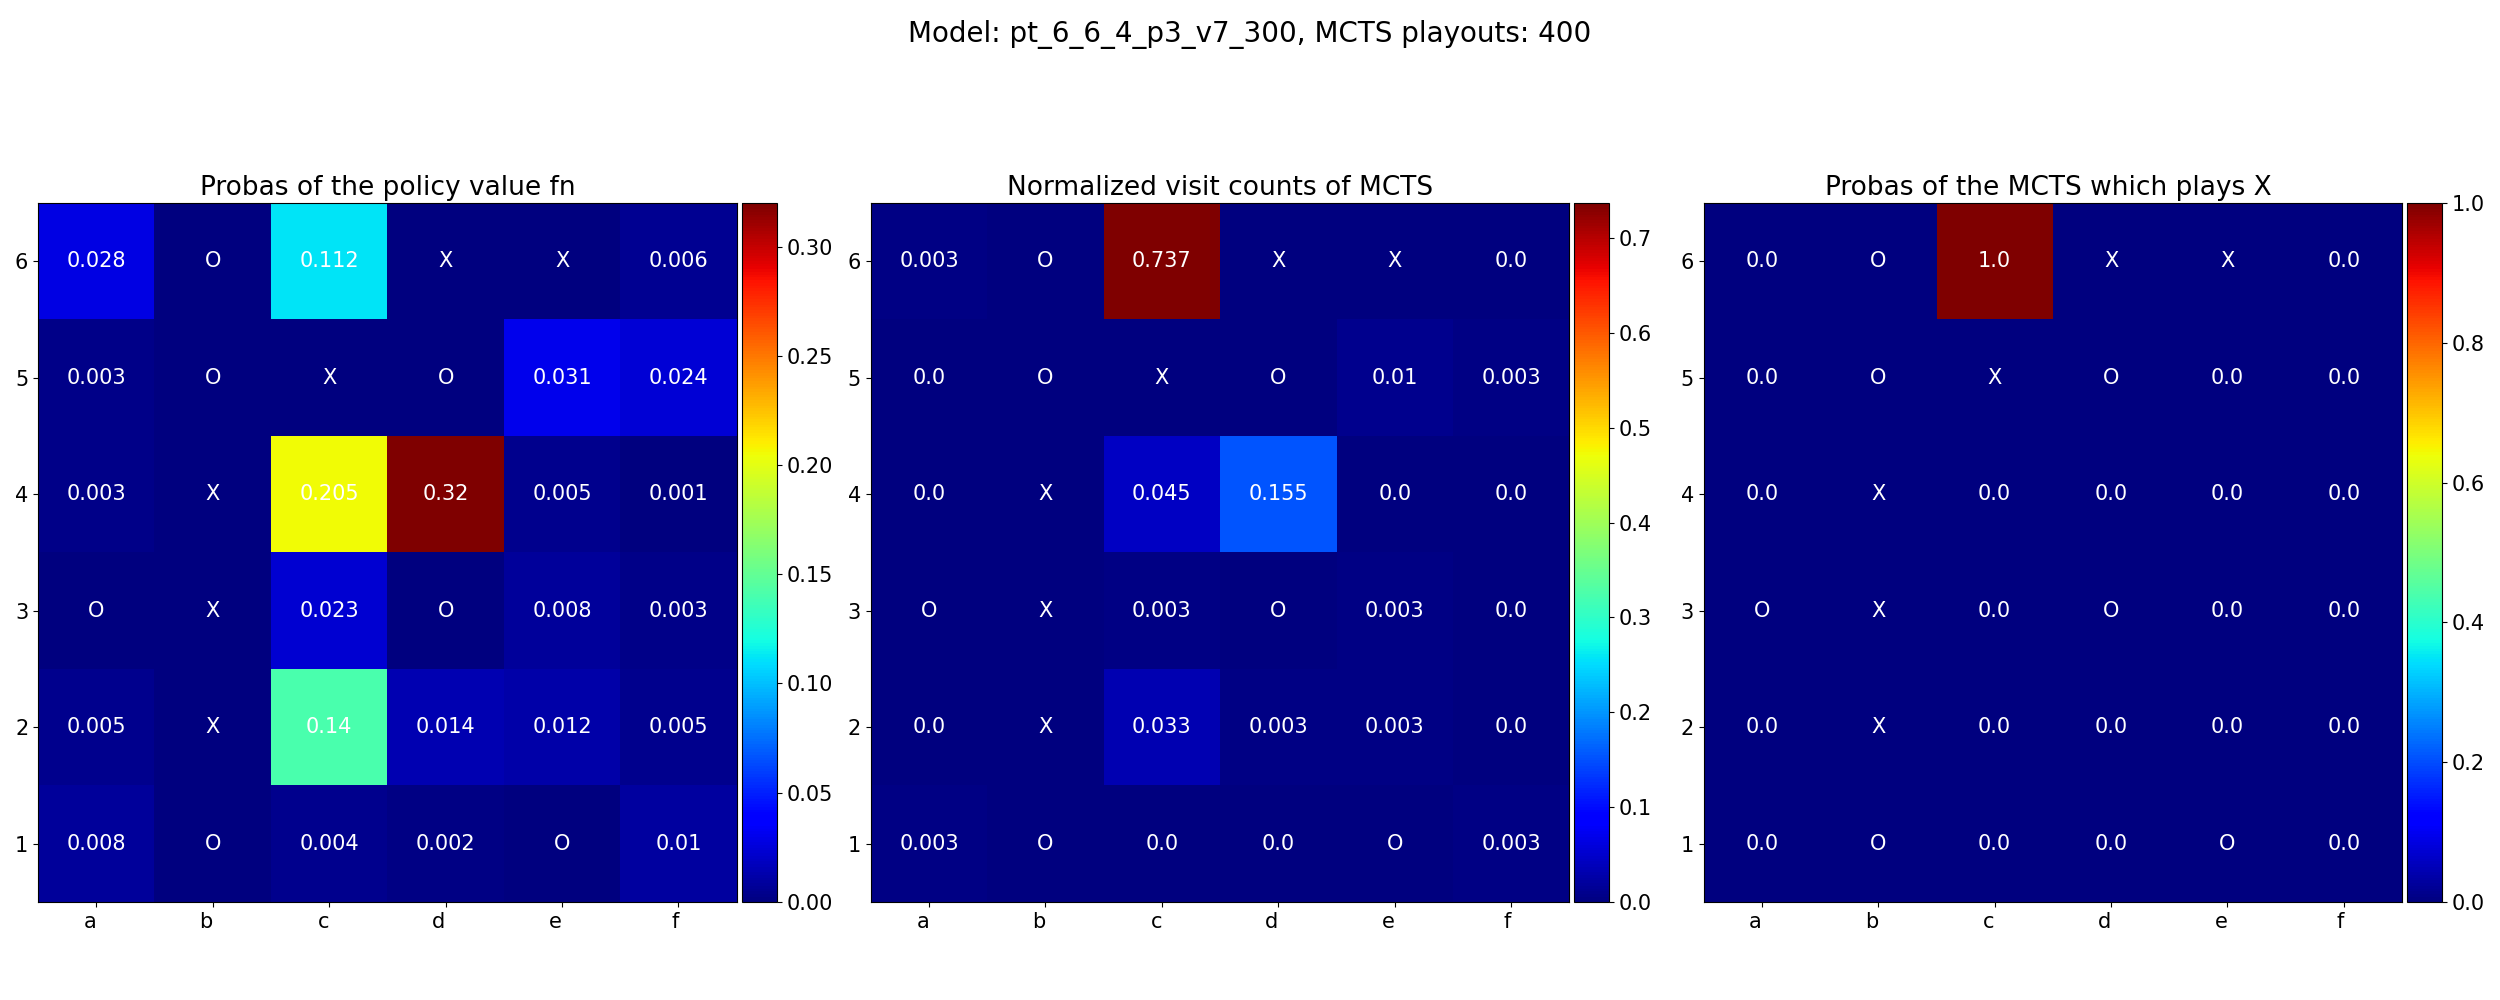 Model: pt_6_6_4_p3_v7_300, MCTS playouts: 400
Probas of the policy value fn
6 0.028 O 0.112 X X 0.006
5 0.003 O X O 0.031 0.024
4 0.003 X 0.205 0.32 0.005 0.001
3 O X 0.023 O 0.008 0.003
2 0.005 X 0.14 0.014 0.012 0.005
1 0.008 O 0.004 0.002 O 0.01
a b c d e f
0.30
0.25
0.20
0.15
0.10
0.05
0.00
Normalized visit counts of MCTS
6 0.003 O 0.737 X X 0.0
5 0.0 O X O 0.01 0.003
4 0.0 X 0.045 0.155 0.0 0.0
3 O X 0.003 O 0.003 0.0
2 0.0 X 0.033 0.003 0.003 0.0
1 0.003 O 0.0 0.0 O 0.003
a b c d e f
0.7
0.6
0.5
0.4
0.3
0.2
0.1
0.0
Probas of the MCTS which plays X
6 0.0 O 1.0 X X 0.0
5 0.0 O X O 0.0 0.0
4 0.0 X 0.0 0.0 0.0 0.0
3 O X 0.0 O 0.0 0.0
2 0.0 X 0.0 0.0 0.0 0.0
1 0.0 O 0.0 0.0 O 0.0
a b c d e f
1.0
0.8
0.6
0.4
0.2
0.0